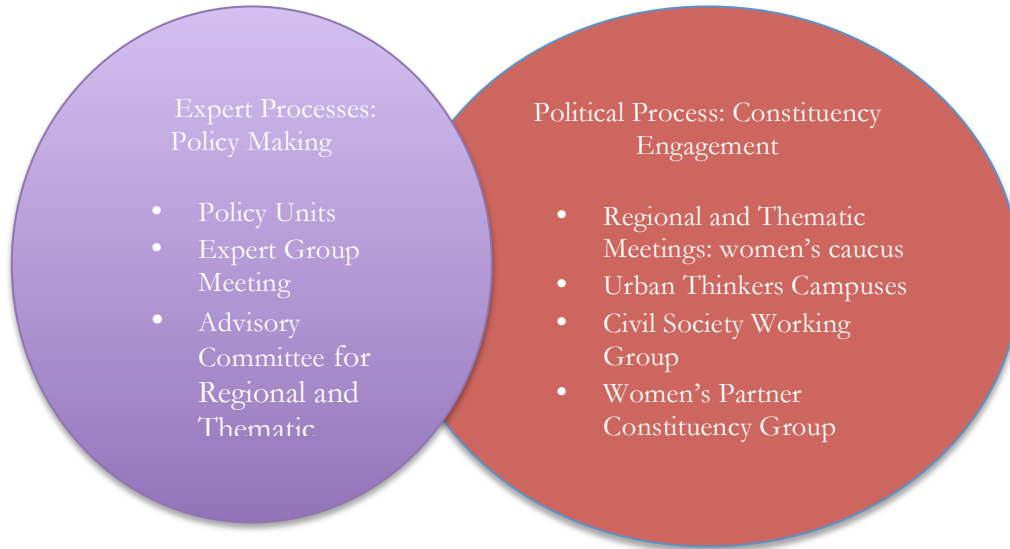 Expert Processes:
Policy Making
• Policy Units
• Expert Group
Meeting
• Advisory
Committee for
Regional and
Thematic
Political Process: Constituency
Engagement
• Regional and Thematic
Meetings: women’s caucus
• Urban Thinkers Campuses
• Civil Society Working
Group
• Women’s Partner
Constituency Group